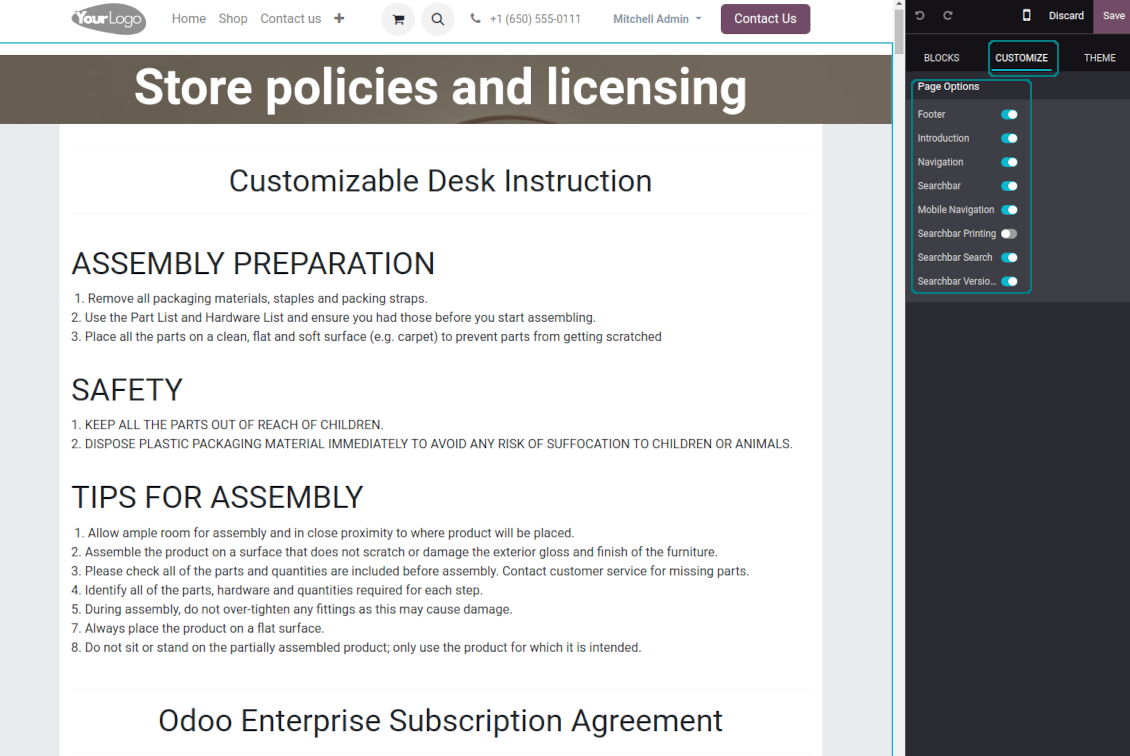 YourLogo
Home Shop Contact us
+1 (650) 555-0111
Mitchell Admin
Contact Us
Discard Save
BLOCKS CUSTOMIZE THEME
Page Options
Footer
Introduction
Navigation
Searchbar
Mobile Navigation
Searchbar Printing
Searchbar Search
Searchbar Versio...
Store policies and licensing
Customizable Desk Instruction
ASSEMBLY PREPARATION
1. Remove all packaging materials, staples and packing straps.
2. Use the Part List and Hardware List and ensure you had those before you start assembling.
3. Place all the parts on a clean, flat and soft surface (e.g. carpet) to prevent parts from getting scratched
SAFETY
1. KEEP ALL THE PARTS OUT OF REACH OF CHILDREN.
2. DISPOSE PLASTIC PACKAGING MATERIAL IMMEDIATELY TO AVOID ANY RISK OF SUFFOCATION TO CHILDREN OR ANIMALS.
TIPS FOR ASSEMBLY
1. Allow ample room for assembly and in close proximity to where product will be placed.
2. Assemble the product on a surface that does not scratch or damage the exterior gloss and finish of the furniture.
3. Please check all of the parts and quantities are included before assembly. Contact customer service for missing parts.
4. Identify all of the parts, hardware and quantities required for each step.
5. During assembly, do not over-tighten any fittings as this may cause damage.
7. Always place the product on a flat surface.
8. Do not sit or stand on the partially assembled product; only use the product for which it is intended.
Odoo Enterprise Subscription Agreement